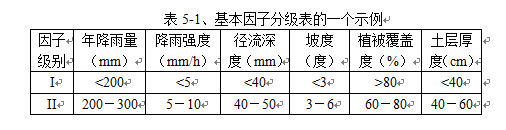 表 5-1、基本因子分级表的一个示例
因子 年降雨量 降雨强度 径流深 坡度 植被覆盖 土层厚
级别 （mm） （mm/h） 度（mm） （度） 度（%） 度（cm）
I <200 <5 <40 <3 >80 <40
II 200－300 5－10 40－50 3－6 60－80 40－60